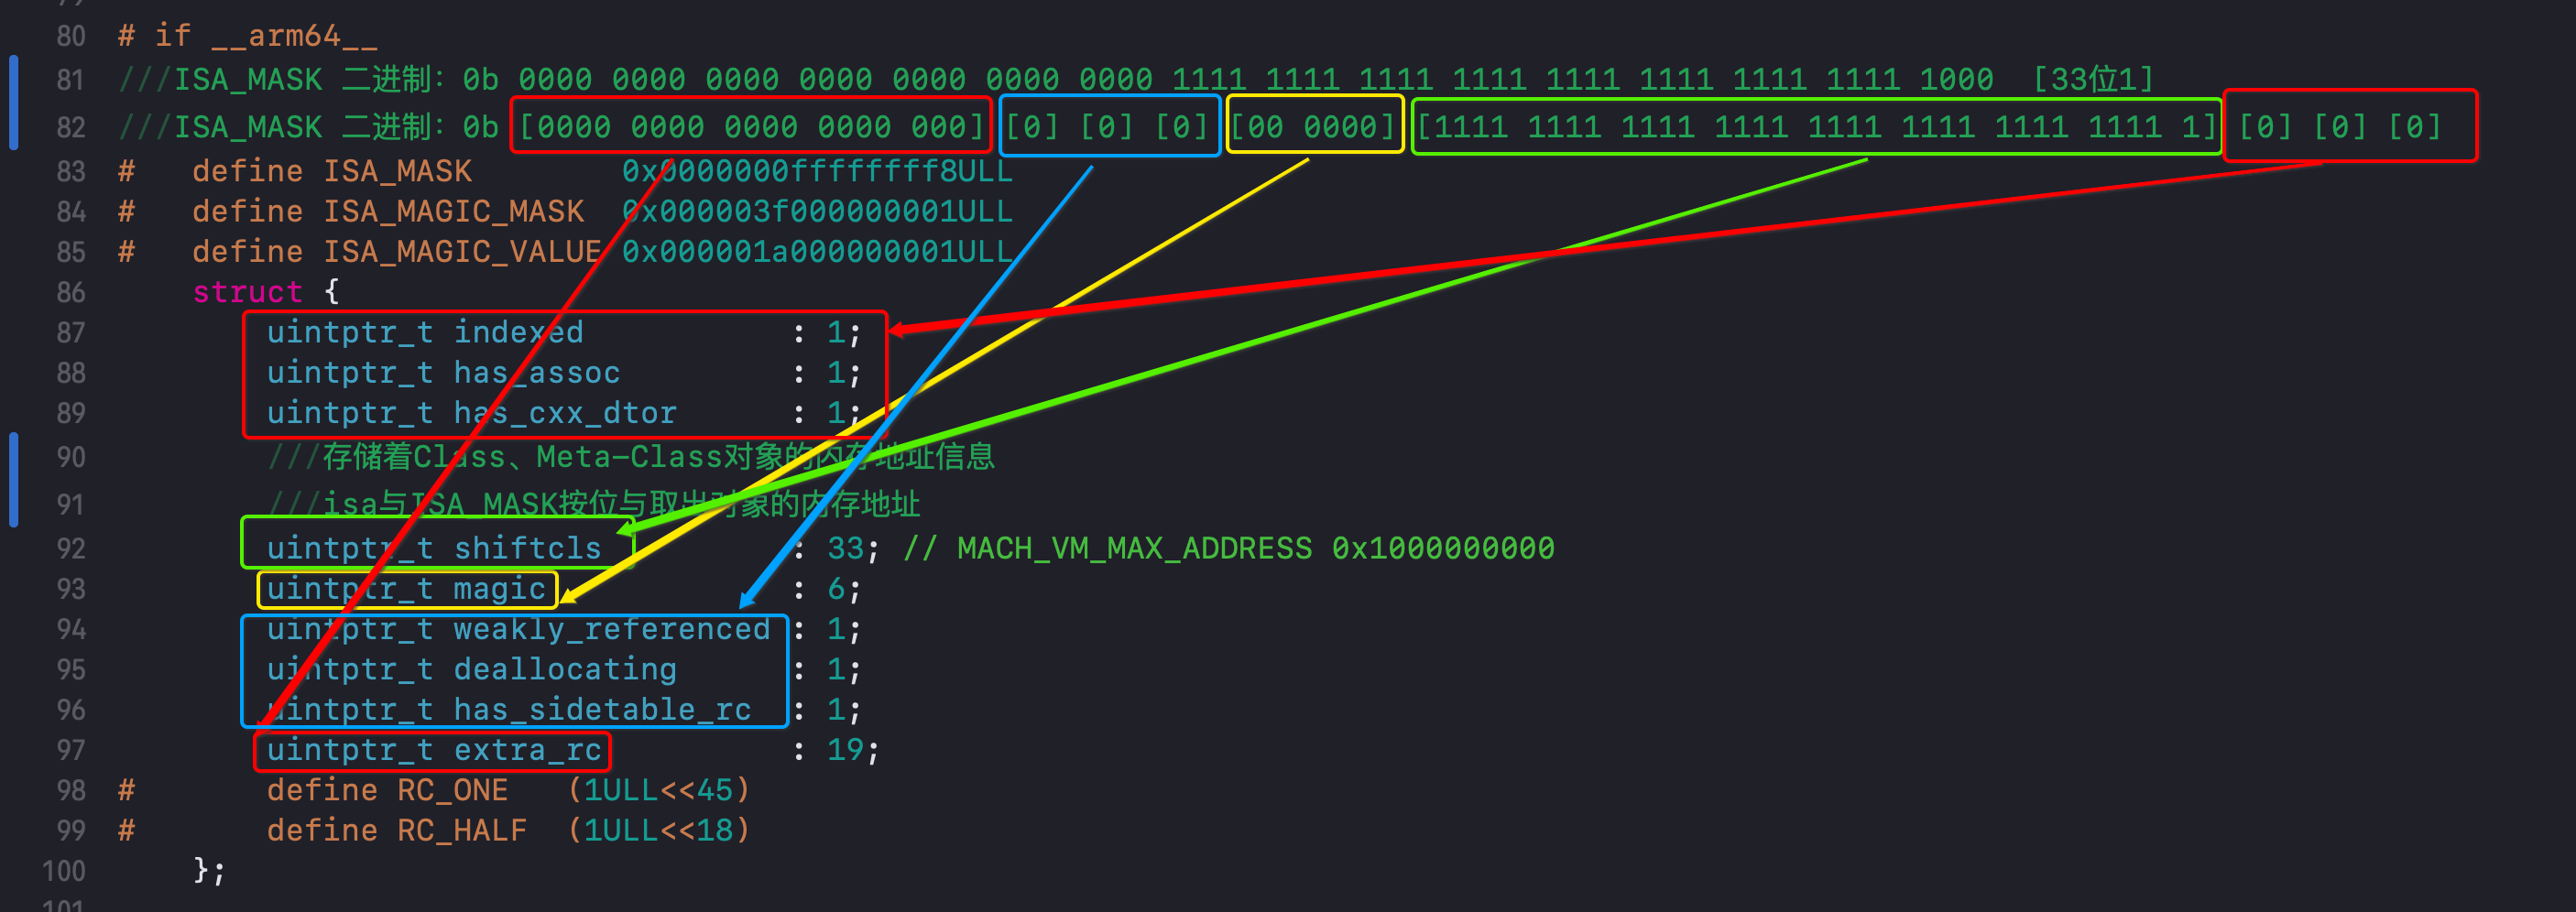 80 # if __arm64__
81 ///ISA_MASK 二进制: 0b 0000 0000 0000 0000 0000 0000 0000 1111 1111 1111 1111 1111 1111 1111 1111 1000 [33位1]
82 ///ISA_MASK 二进制: 0b [0000 0000 0000 0000 000] [0] [0] [0] [00 0000] [1111 1111 1111 1111 1111 1111 1111 1111 1] [0] [0] [0]
83 # define ISA_MASK 0x0000000ffffffff8ULL
84 # define ISA_MAGIC_MASK 0x000003f000000001ULL
85 # define ISA_MAGIC_VALUE 0x000001a000000001ULL
86 struct {
87 uintptr_t indexed : 1;
88 uintptr_t has_assoc : 1;
89 uintptr_t has_cxx_dtor : 1;
90 ///存储着Class、Meta-Class对象的内存地址信息
91 ///isa与ISA_MASK按位与取出对象的内存地址
92 uintptr_t shiftcls : 33; // MACH_VM_MAX_ADDRESS 0x1000000000
93 uintptr_t magic : 6;
94 uintptr_t weakly_referenced : 1;
95 uintptr_t deallocating : 1;
96 uintptr_t has_sidetable_rc : 1;
97 uintptr_t extra_rc : 19;
98 # define RC_ONE (1ULL<<45)
99 # define RC_HALF (1ULL<<18)
100 };